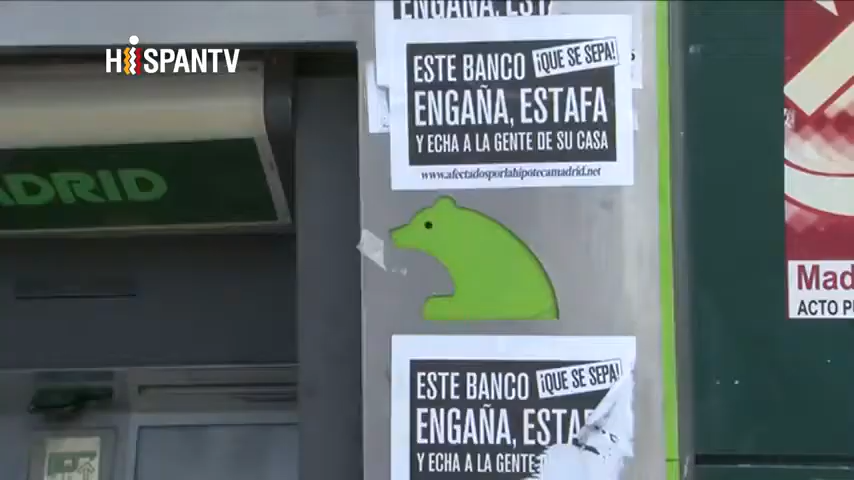 HISPANTV
ENGAÑA, EST
ESTE BANCO ¡QUE SE SEPA!
ENGAÑA, ESTAFA
Y ECHA A LA GENTE DE SU CASA
www.afectadosporlahipotecamadrid.net
ADRID
Mad
ACTO P
ESTE BANCO ¡QUE SE SEPA!
ENGAÑA, ESTAF
Y ECHA A LA GENTE